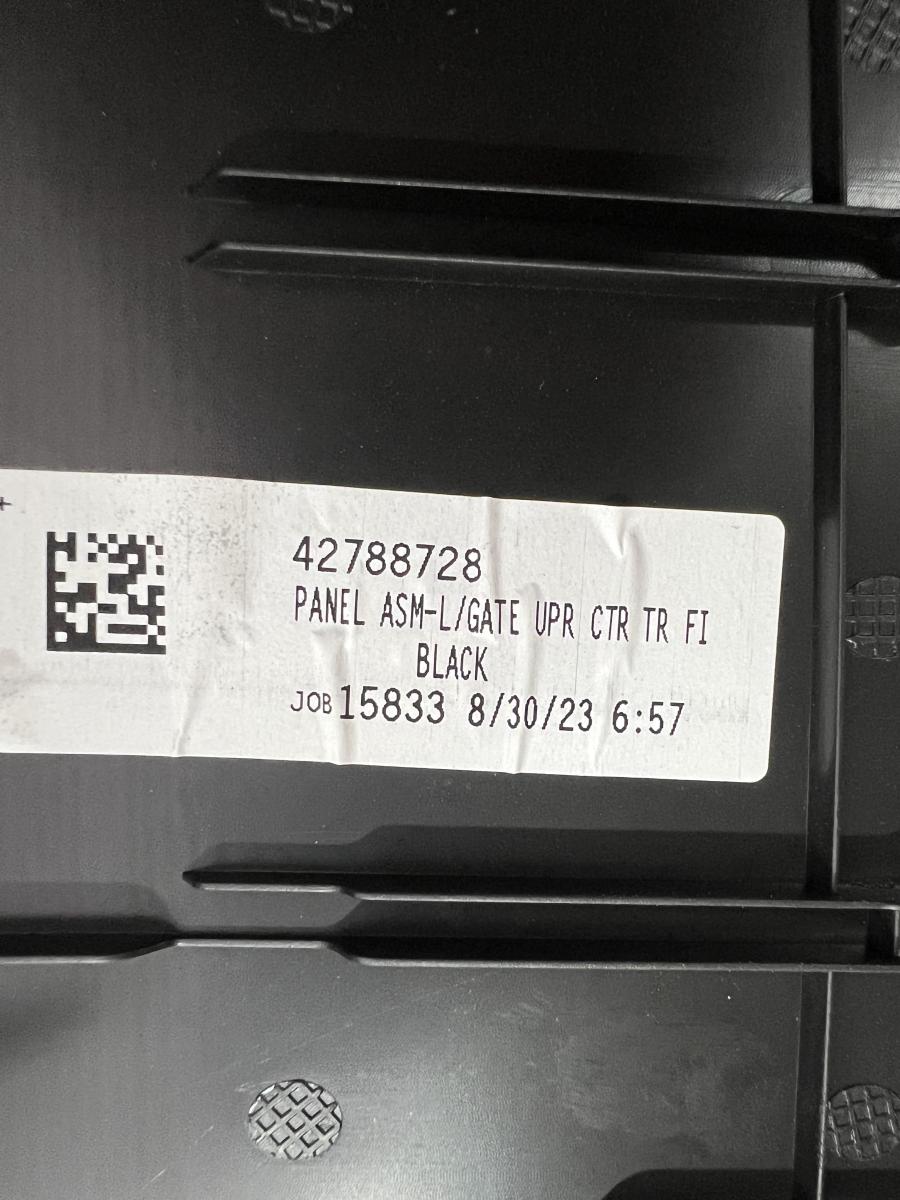 +
42788728
PANEL ASM-L/GATE UPR CTR TR FI
BLACK
JOB 15833 8/30/23 6:57